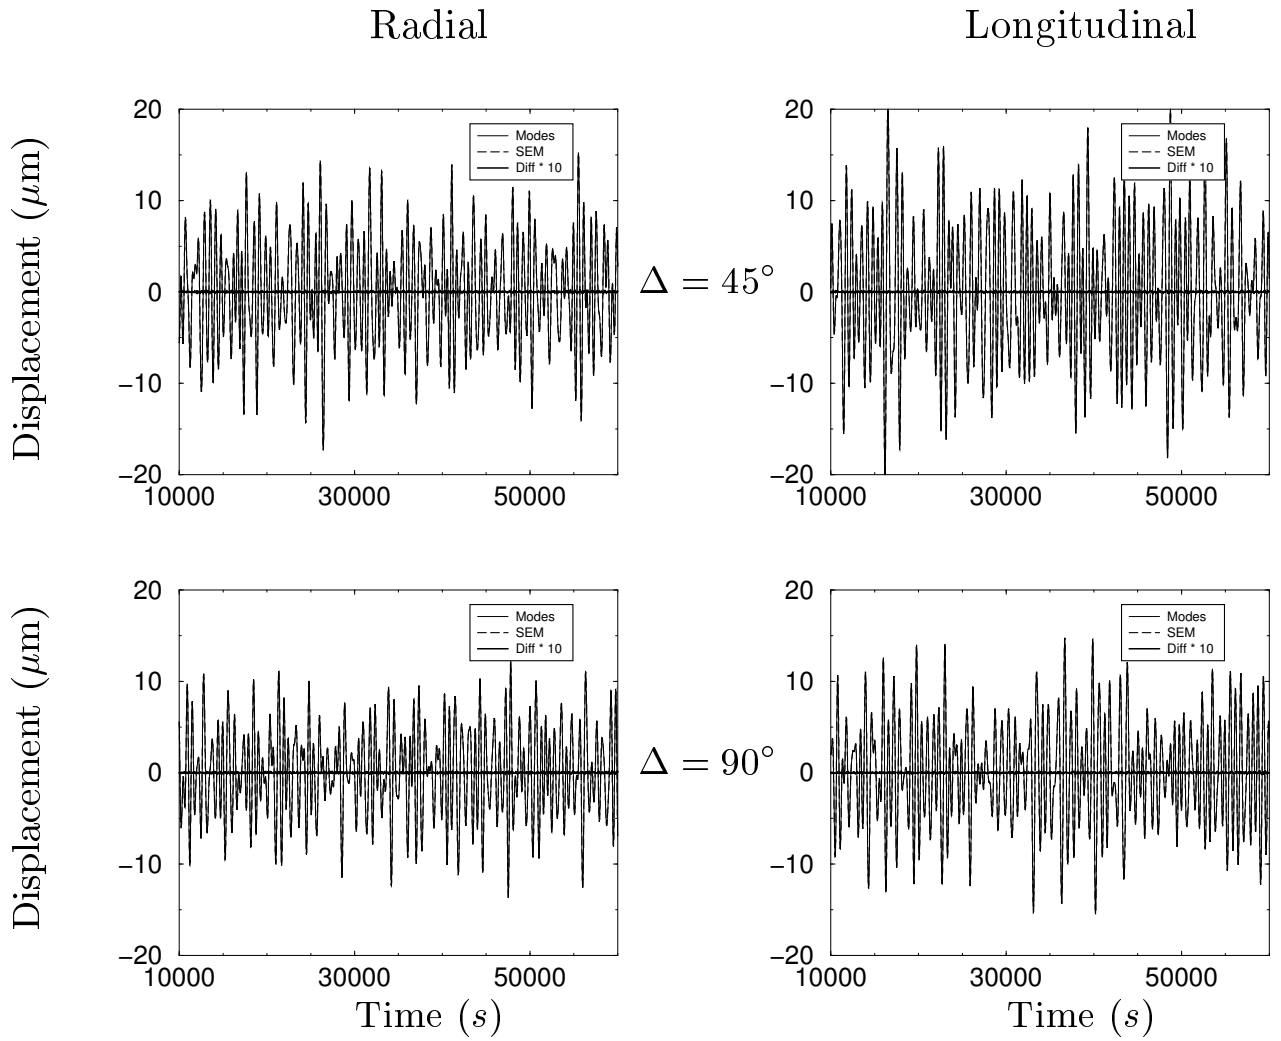 Radial Longitudinal
Displacement (μm)
20
10
0
−10
−20
10000 30000 50000
Modes
SEM
Diff * 10
Δ = 45°
20
10
0
−10
−20
10000 30000 50000
Modes
SEM
Diff * 10
Displacement (μm)
20
10
0
−10
−20
10000 30000 50000
Time (s)
Modes
SEM
Diff * 10
Δ = 90°
20
10
0
−10
−20
10000 30000 50000
Time (s)
Modes
SEM
Diff * 10